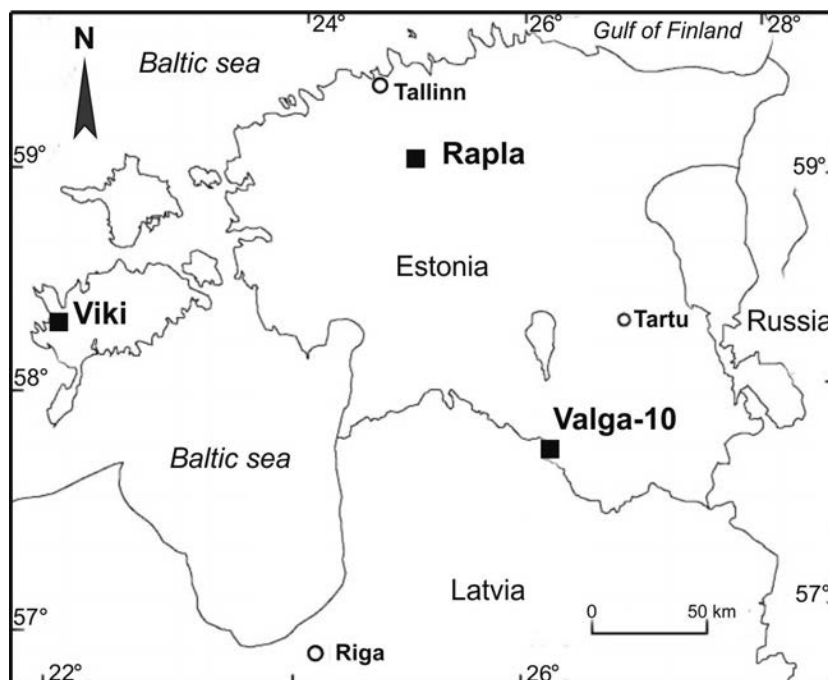 24°
26°
28°
Gulf of Finland
N
Baltic sea
Tallinn
59°
Rapla
59°
Estonia
Viki
Tartu
Russia
58°
Valga-10
Baltic sea
57°
Latvia
0
50 km
57°
Riga
22°
26°